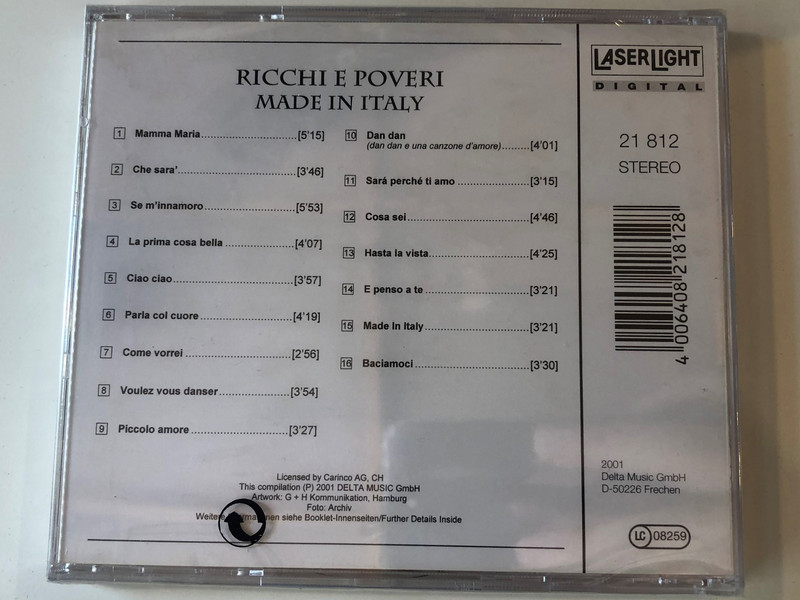 RICCHI E POVERI
MADE IN ITALY
1 Mamma Maria..............................[5'15]
2 Che sara'......................................[3'46]
3 Se m'innamoro.............................[5'53]
4 La prima cosa bella ......................[4'07]
5 Ciao ciao.......................................[3'57]
6 Parla col cuore ..............................[4'19]
7 Come vorrei ..................................[2'56]
8 Voulez vous danser.......................[3'54]
9 Piccolo amore ...............................[3'27]
10 Dan dan
(dan dan e una canzone d'amore).........[4'01]
11 Sará perché ti amo .......................[3'15]
12 Cosa sei.......................................[4'46]
13 Hasta la vista................................[4'25]
14 E penso a te .................................[3'21]
15 Made In Italy.................................[3'21]
16 Baciamoci....................................[3'30]
Licensed by Carinco AG, CH
This compilation (P) 2001 DELTA MUSIC GmbH
Artwork: G + H Kommunikation, Hamburg
Foto: Archiv
Weitere siehe Booklet-Innenseiten/Further Details Inside
LASERLIGHT
DIGITAL
21 812
STEREO
4 006408 218128
2001
Delta Music GmbH
D-50226 Frechen
LC 08259